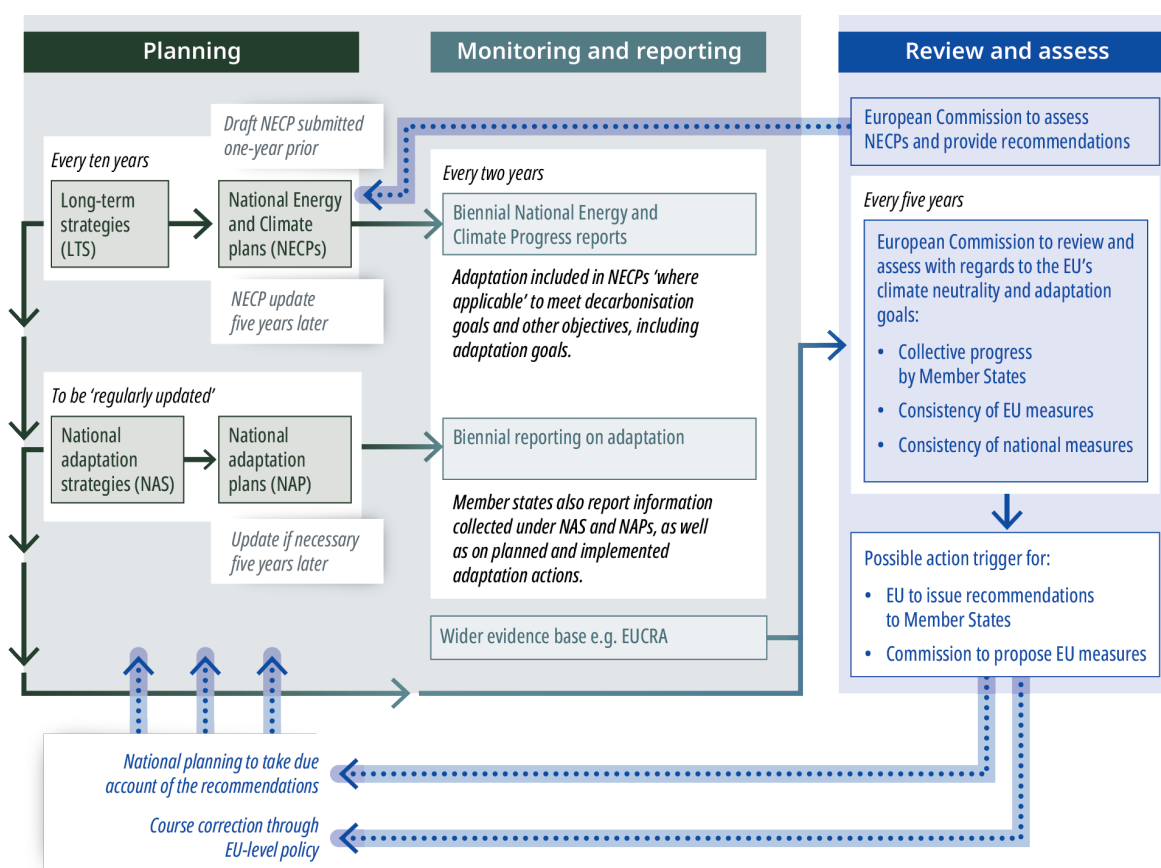 Planning
Monitoring and reporting
Review and assess
Draft NECP submitted
one-year prior
Every ten years
Long-term
strategies
(LTS)
National Energy
and Climate
plans (NECPs)
NECP update
five years later
To be ‘regularly updated’
National
adaptation
strategies (NAS)
National
adaptation
plans (NAP)
Update if necessary
five years later
Every two years
Biennial National Energy and
Climate Progress reports
Adaptation included in NECPs ‘where
applicable’ to meet decarbonisation
goals and other objectives, including
adaptation goals.
Biennial reporting on adaptation
Member states also report information
collected under NAS and NAPs, as well
as on planned and implemented
adaptation actions.
Wider evidence base e.g. EUCRA
European Commission to assess
NECPs and provide recommendations
Every five years
European Commission to review and
assess with regards to the EU’s
climate neutrality and adaptation
goals:
• Collective progress
by Member States
• Consistency of EU measures
• Consistency of national measures
Possible action trigger for:
• EU to issue recommendations
to Member States
• Commission to propose EU measures
National planning to take due
account of the recommendations
Course correction through
EU-level policy